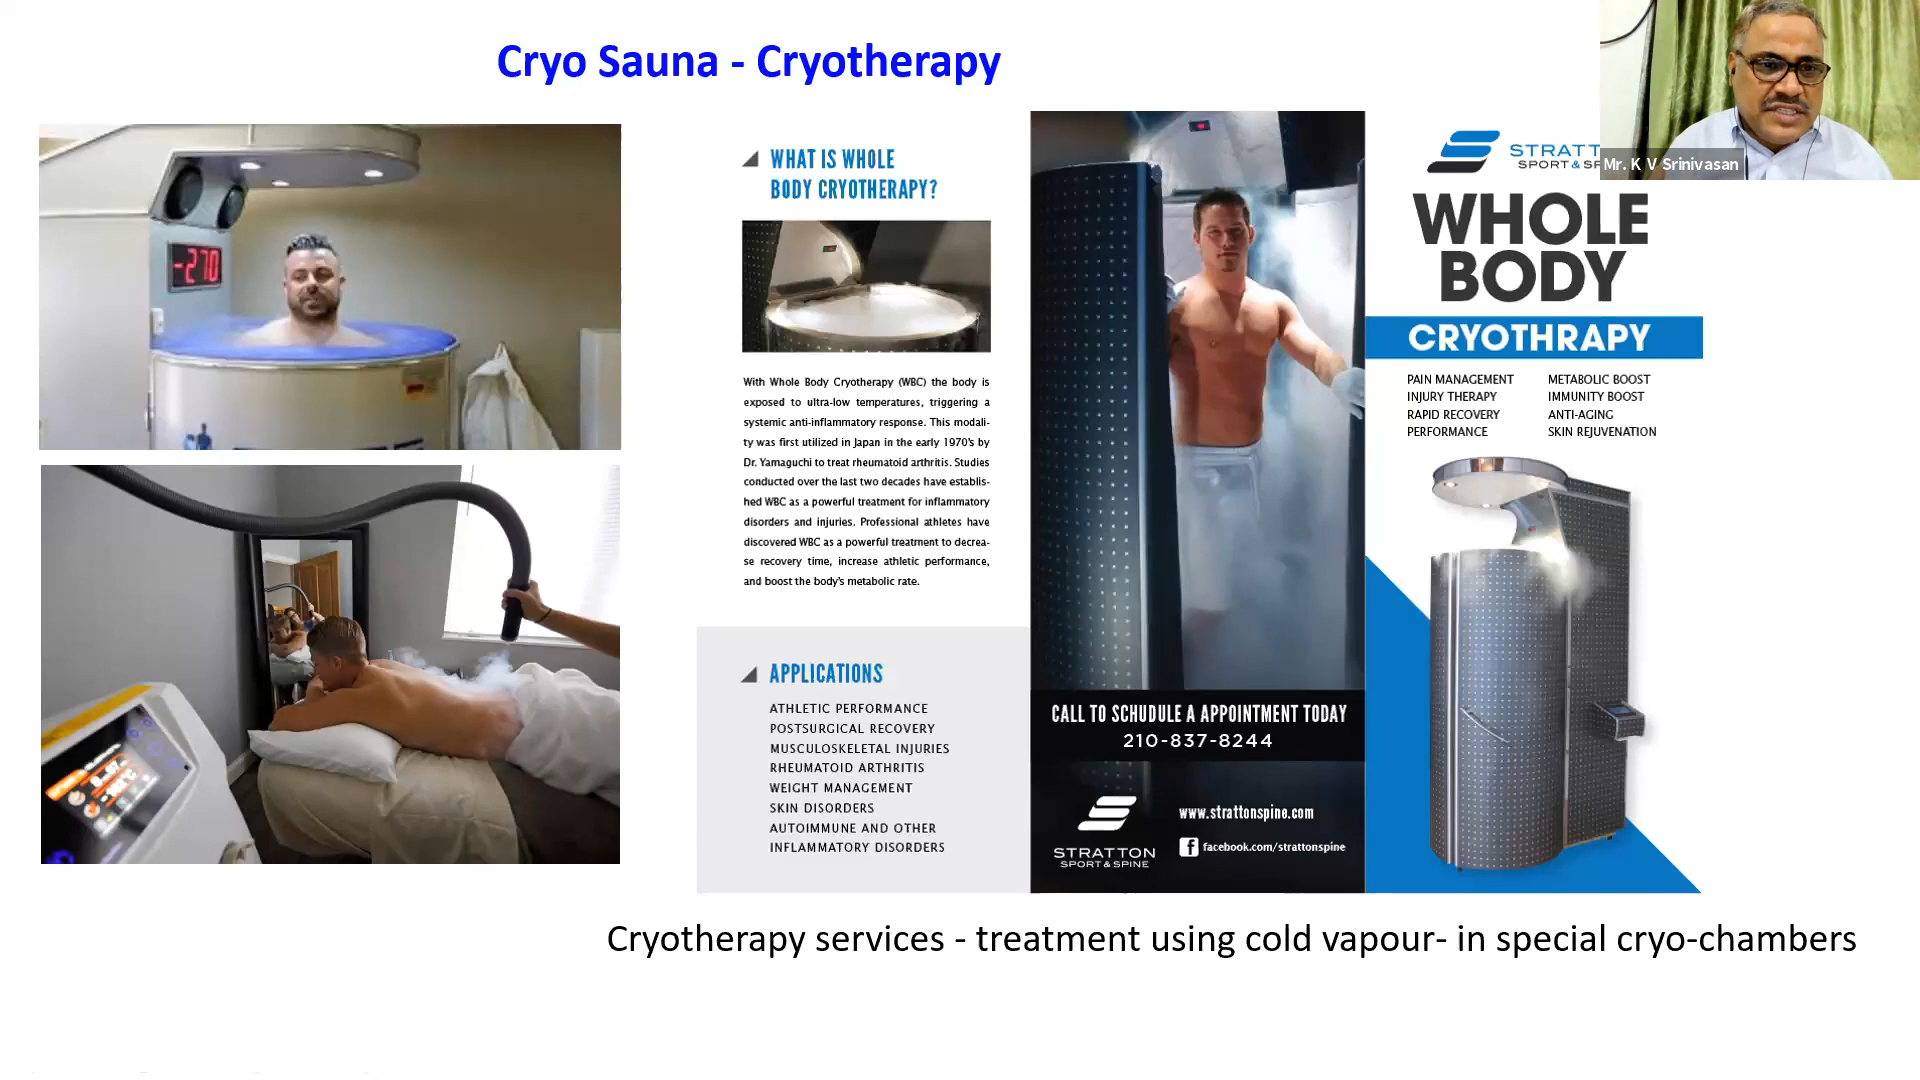 Cryo Sauna - Cryotherapy
-270
WHAT IS WHOLE
BODY CRYOTHERAPY?
With Whole Body Cryotherapy (WBC) the body is
exposed to ultra-low temperatures, triggering a
systemic anti-inflammatory response. This modali-
ty was first utilized in Japan in the early 1970's by
Dr. Yamaguchi to treat rheumatoid arthritis. Studies
conducted over the last two decades have establis-
hed WBC as a powerful treatment for inflammatory
disorders and injuries. Professional athletes have
discovered WBC as a powerful treatment to decrea-
se recovery time, increase athletic performance,
and boost the body's metabolic rate.
APPLICATIONS
ATHLETIC PERFORMANCE
POSTSURGICAL RECOVERY
MUSCULOSKELETAL INJURIES
RHEUMATOID ARTHRITIS
WEIGHT MANAGEMENT
SKIN DISORDERS
AUTOIMMUNE AND OTHER
INFLAMMATORY DISORDERS
CALL TO SCHUDULE A APPOINTMENT TODAY
210-837-8244
STRATTON
SPORT & SPINE
www.strattonspine.com
facebook.com/strattonspine
STRATT
SPORT & SP
Mr. K V Srinivasan
WHOLE
BODY
CRYOTHRAPY
PAIN MANAGEMENT
INJURY THERAPY
RAPID RECOVERY
PERFORMANCE
METABOLIC BOOST
IMMUNITY BOOST
ANTI-AGING
SKIN REJUVENATION
Cryotherapy services - treatment using cold vapour- in special cryo-chambers